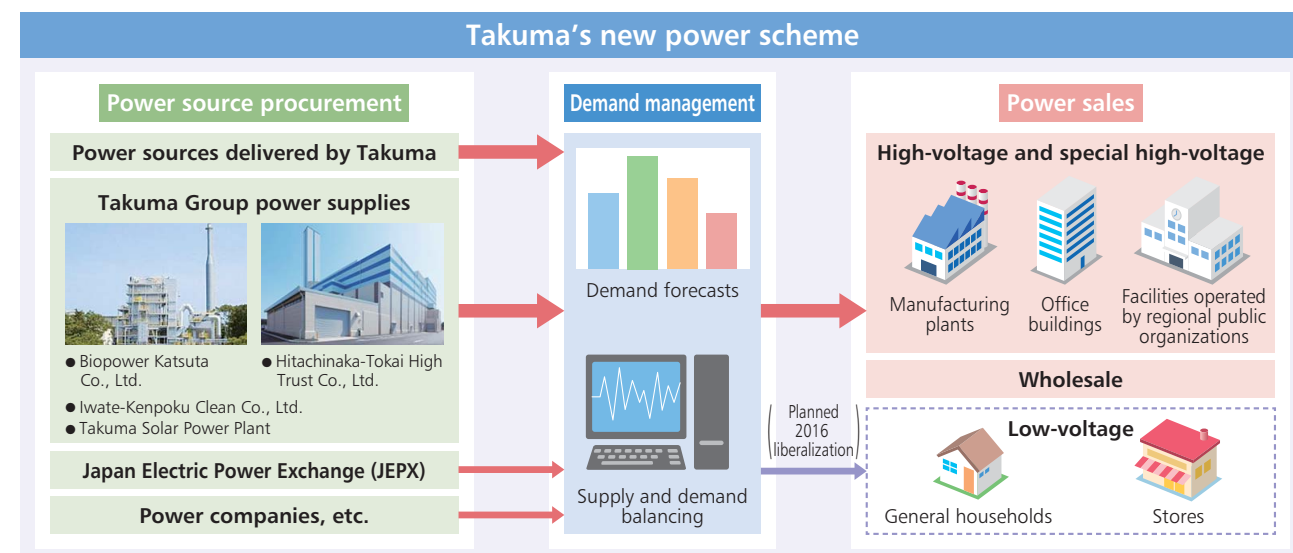 Takuma's new power scheme
Power source procurement
Power sources delivered by Takuma
Takuma Group power supplies
● Biopower Katsuta
Co., Ltd.
● Hitachinaka-Tokai High
Trust Co., Ltd.
● Iwate-Kenpoku Clean Co., Ltd.
● Takuma Solar Power Plant
Japan Electric Power Exchange (JEPX)
Power companies, etc.
Demand management
Demand forecasts
Supply and demand
balancing
(Planned
2016
liberalization)
Power sales
High-voltage and special high-voltage
Manufacturing
plants
Office
buildings
Facilities operated
by regional public
organizations
Wholesale
Low-voltage
General households
Stores